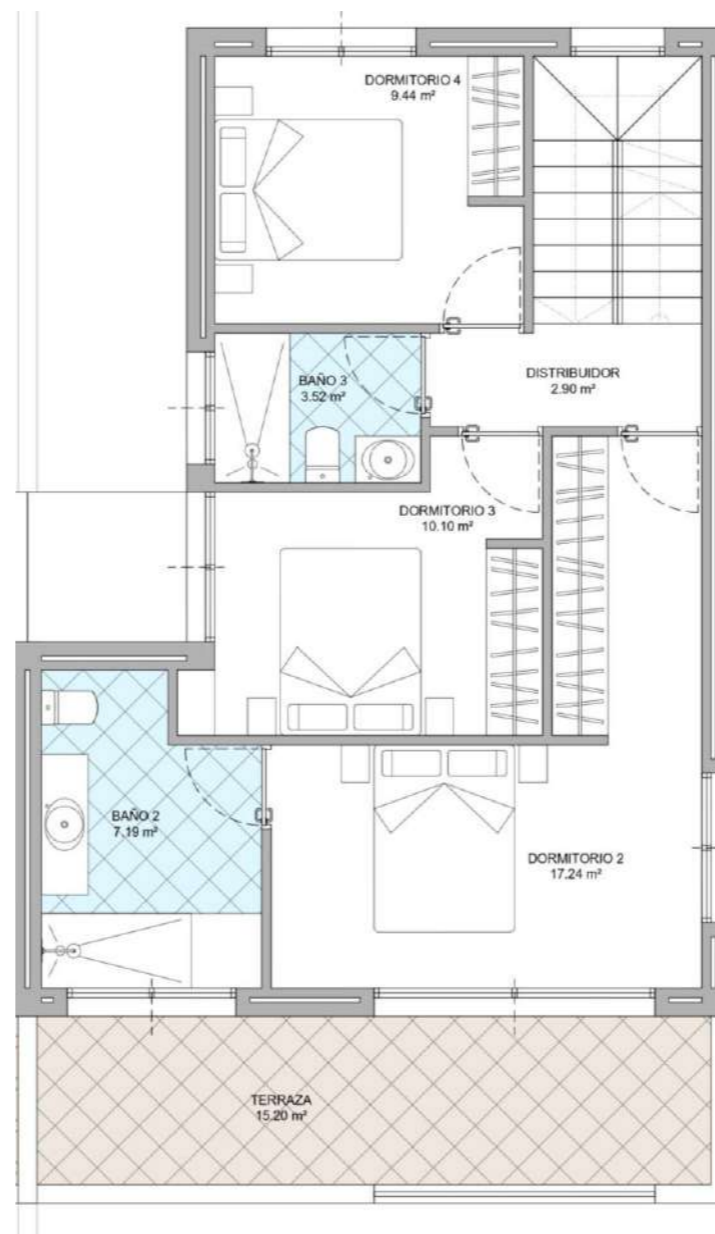 DORMITORIO 4
9.44 m²
DISTRIBUIDOR
2.90 m²
BAÑO 3
3.52 m²
DORMITORIO 3
10.10 m²
BAÑO 2
7.19 m²
DORMITORIO 2
17.24 m²
TERRAZA
15.20 m²